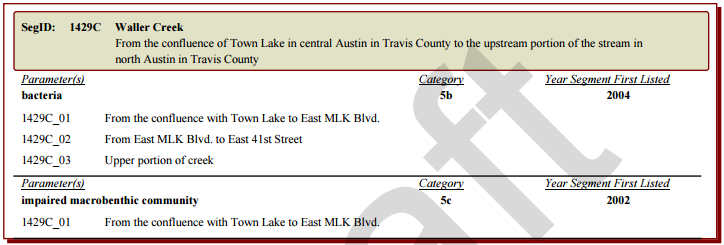 SegID: 1429C Waller Creek
From the confluence of Town Lake in central Austin in Travis County to the upstream portion of the stream in
north Austin in Travis County
Parameter(s) Category Year Segment First Listed
bacteria 5b 2004
1429C_01 From the confluence with Town Lake to East MLK Blvd.
1429C_02 From East MLK Blvd. to East 41st Street
1429C_03 Upper portion of creek
Parameter(s) Category Year Segment First Listed
impaired macrobenthic community 5c 2002
1429C_01 From the confluence with Town Lake to East MLK Blvd.
aft